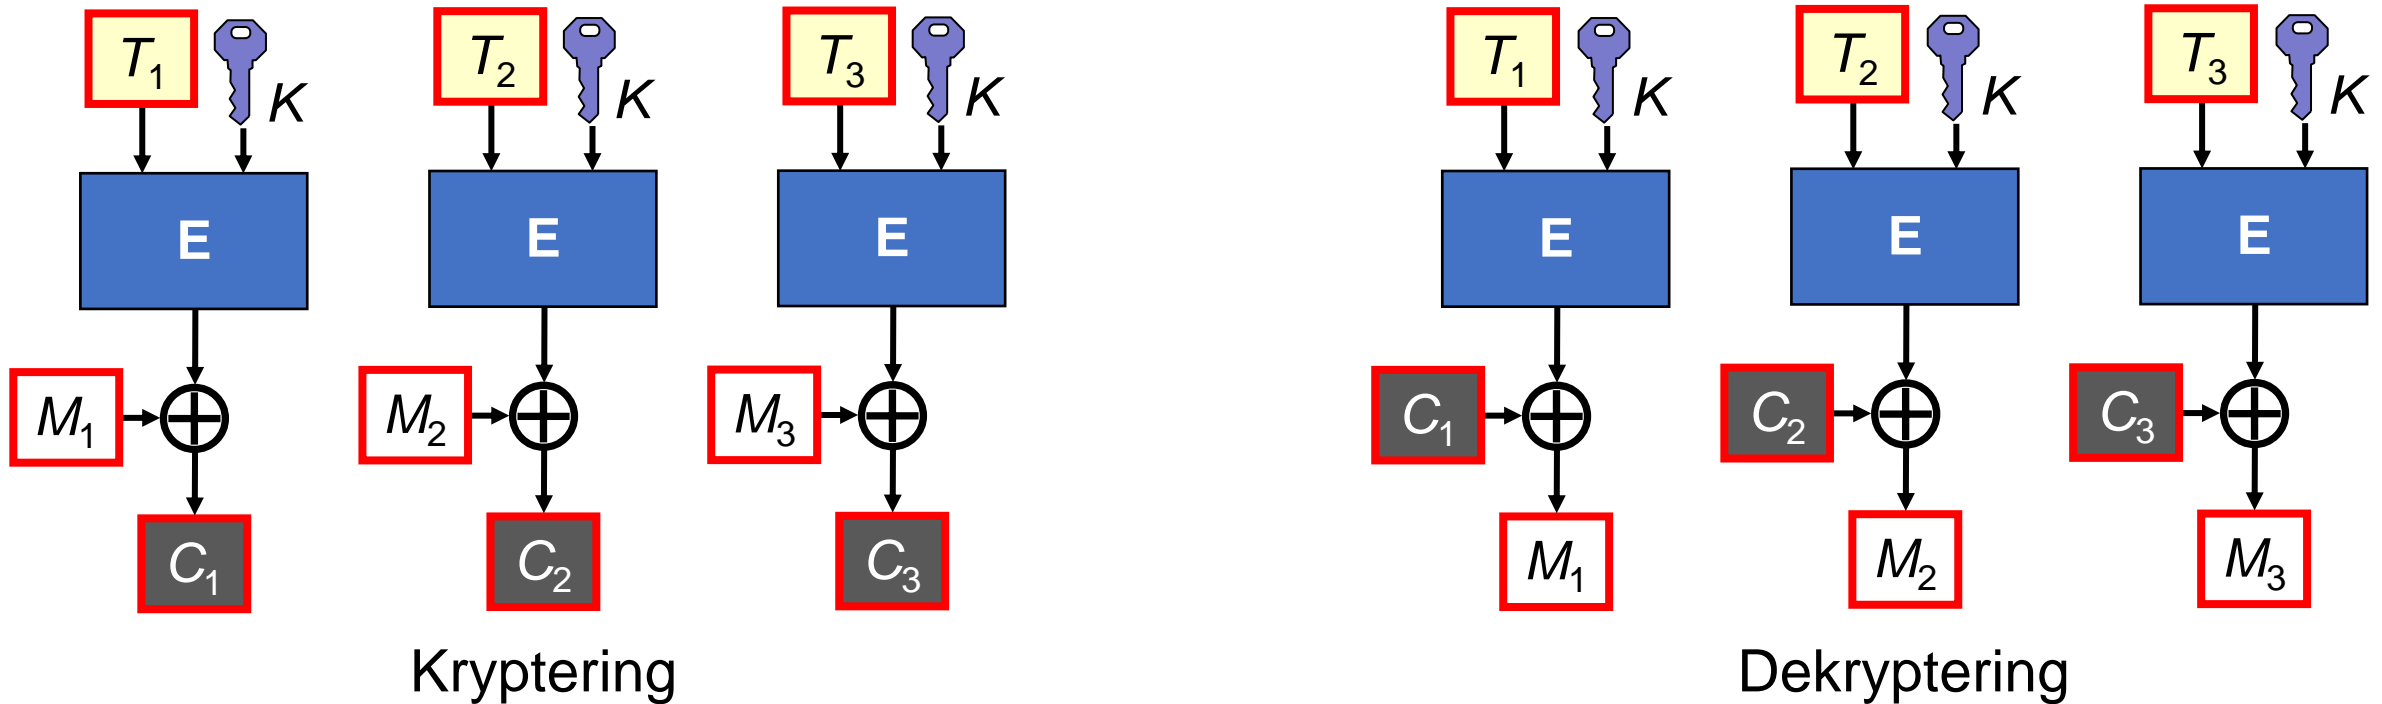 T1 K T2 K T3 K T1 K T2 K T3 K
E E E E E E
M1 M2 M3 C1 C2 C3
C1 C2 C3 M1 M2 M3
Kryptering Dekryptering